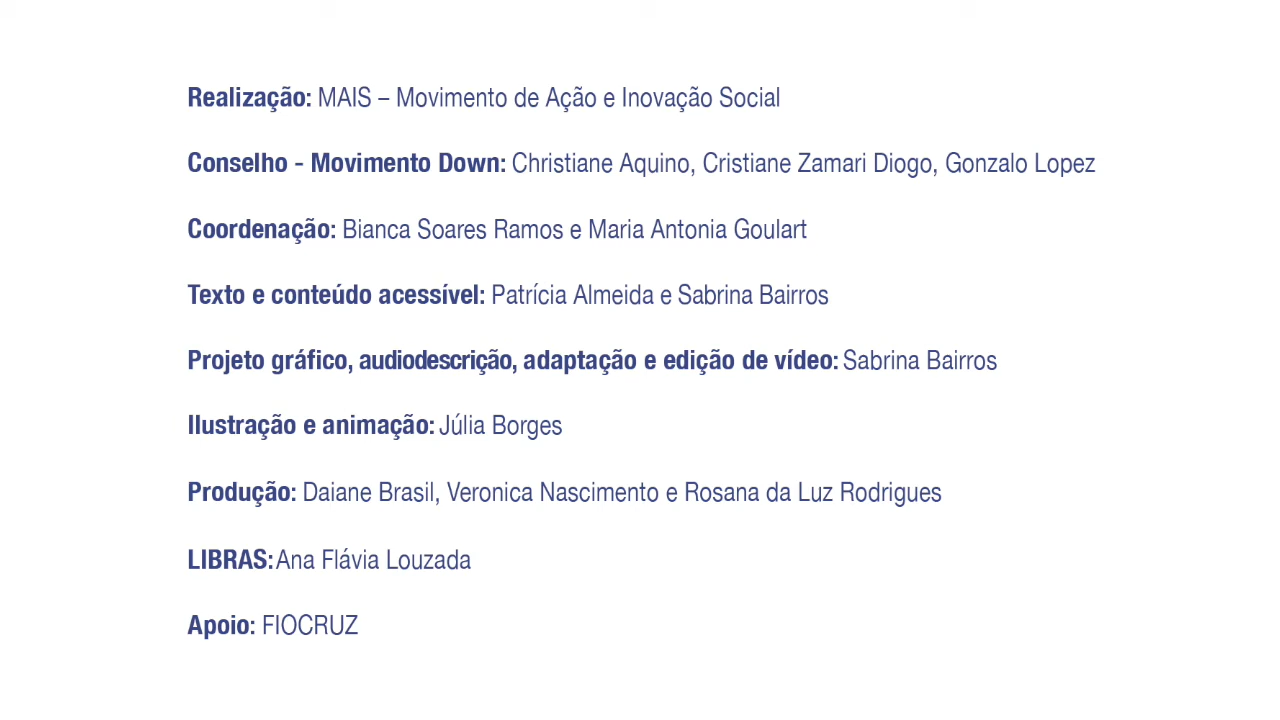 Realização: MAIS – Movimento de Ação e Inovação Social
Conselho - Movimento Down: Christiane Aquino, Cristiane Zamari Diogo, Gonzalo Lopez
Coordenação: Bianca Soares Ramos e Maria Antonia Goulart
Texto e conteúdo acessível: Patrícia Almeida e Sabrina Bairros
Projeto gráfico, audiodescrição, adaptação e edição de vídeo: Sabrina Bairros
Ilustração e animação: Júlia Borges
Produção: Daiane Brasil, Veronica Nascimento e Rosana da Luz Rodrigues
LIBRAS: Ana Flávia Louzada
Apoio: FIOCRUZ